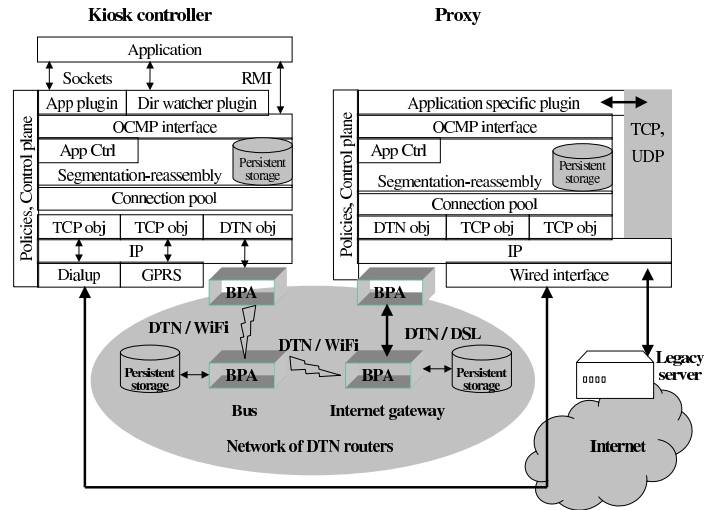 Kiosk controller
Proxy
Application
Sockets
RMI
App plugin
Dir watcher plugin
Application specific plugin
OCMP interface
OCMP interface
TCP,
UDP
App Ctrl
App Ctrl
Persistent
storage
Persistent
storage
Segmentation-reassembly
Segmentation-reassembly
Connection pool
Connection pool
Policies, Control plane
Policies, Control plane
TCP obj
TCP obj
DTN obj
DTN obj
TCP obj
TCP obj
IP
IP
Dialup
GPRS
Wired interface
BPA
BPA
DTN / WiFi
DTN / WiFi
DTN / DSL
Legacy
server
Persistent
storage
BPA
BPA
Persistent
storage
Bus
Internet gateway
Network of DTN routers
Internet